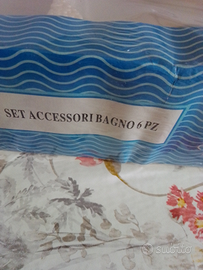 SET ACCESSORI BAGNO 6 PZ